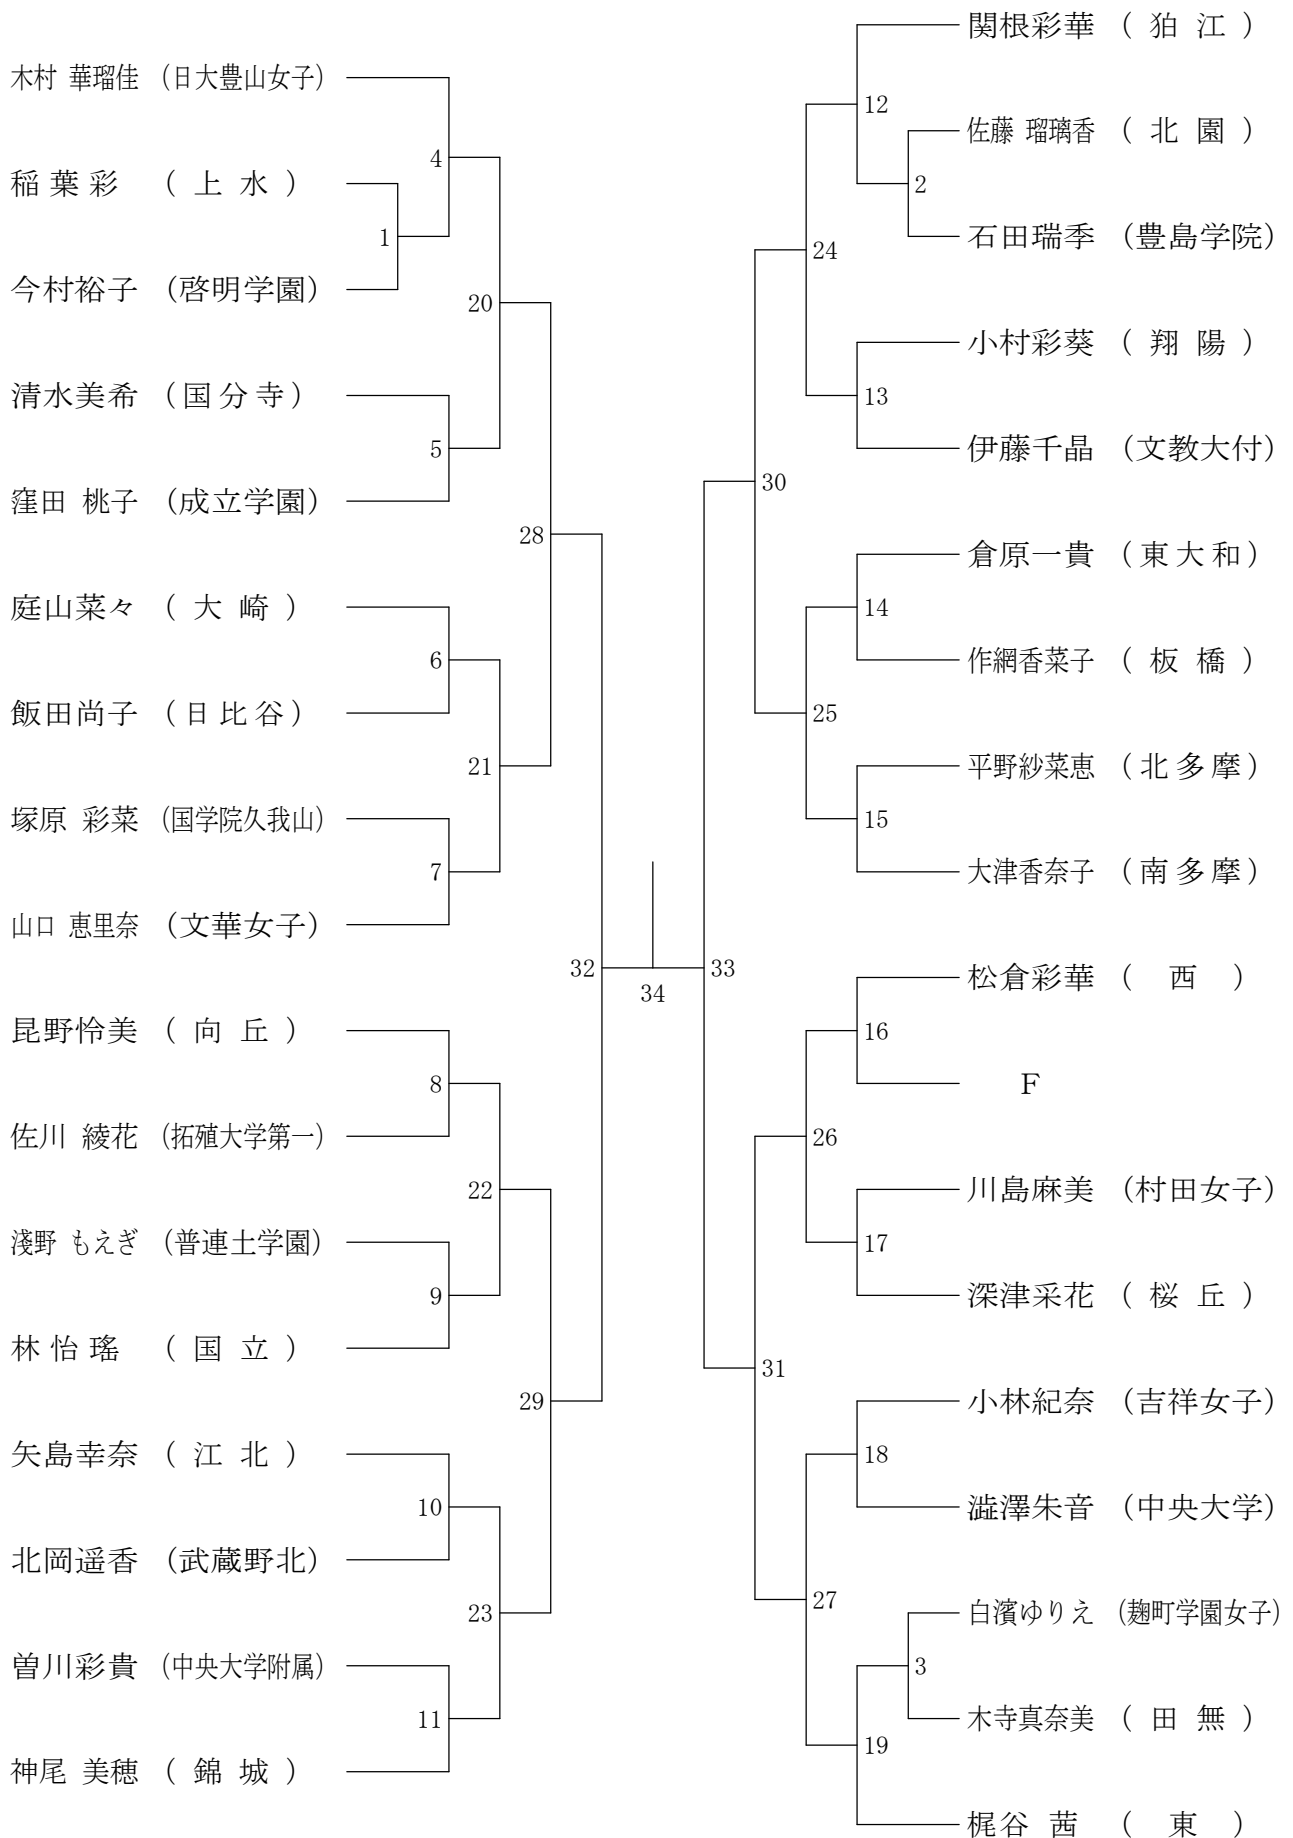 木村 華瑠佳 (日大豊山女子)
稲葉彩 (上水)
今村裕子 (啓明学園)
清水美希 (国分寺)
窪田 桃子 (成立学園)
庭山菜々 (大崎)
飯田尚子 (日比谷)
塚原 彩菜 (国学院久我山)
山口 恵里奈 (文華女子)
昆野怜美 (向丘)
佐川 綾花 (拓殖大学第一)
淺野 もえぎ (普連土学園)
林怡瑤 (国立)
矢島幸奈 (江北)
北岡遥香 (武蔵野北)
曽川彩貴 (中央大学附属)
神尾 美穂 (錦城)
4
1
20
5
28
6
21
7
32
8
22
9
29
10
23
11
34
33
12
2
24
13
30
14
25
15
16
26
17
31
18
27
3
19
関根彩華 (狛江)
佐藤 瑠璃香 (北園)
石田瑞季 (豊島学院)
小村彩葵 (翔陽)
伊藤千晶 (文教大付)
倉原一貴 (東大和)
作網香菜子 (板橋)
平野紗菜恵 (北多摩)
大津香奈子 (南多摩)
松倉彩華 (西)
F
川島麻美 (村田女子)
深津采花 (桜丘)
小林紀奈 (吉祥女子)
澁澤朱音 (中央大学)
白濱ゆりえ (麹町学園女子)
木寺真奈美 (田無)
梶谷 茜 (東)